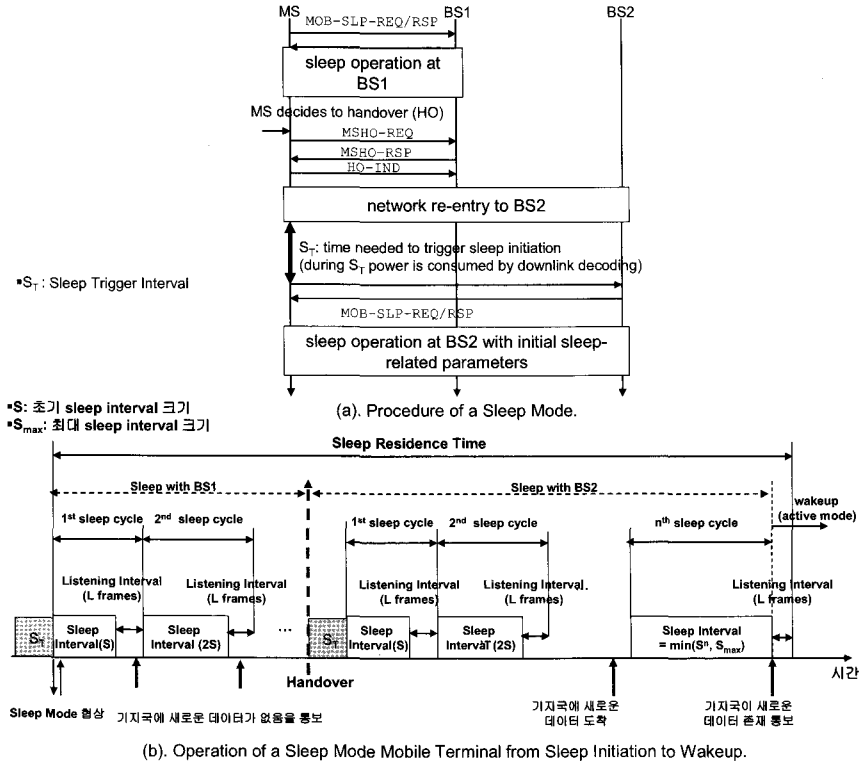 MS BS1 BS2
MOB-SLP-REQ/RSP
sleep operation at
BS1
MS decides to handover (HO)
MSHO-REQ
MSHO-RSP
HO-IND
network re-entry to BS2
S_T: time needed to trigger sleep initiation
(during S_T power is consumed by downlink decoding)
▪S_T : Sleep Trigger Interval
MOB-SLP-REQ/RSP
sleep operation at BS2 with initial sleep-
related parameters
(a). Procedure of a Sleep Mode.
▪S: 초기 sleep interval 크기
▪S_max: 최대 sleep interval 크기
Sleep Residence Time
Sleep with BS1 Sleep with BS2
wakeup
(active mode)
1st sleep cycle 2nd sleep cycle 1st sleep cycle 2nd sleep cycle nth sleep cycle
Listening Interval
(L frames)
Listening Interval
(L frames)
Listening Interval
(L frames)
Listening Interval.
(L frames)
Listening Interval
(L frames)
S_T
Sleep
Interval(S)
Sleep
Interval (2S)
...
S_T
Sleep
Interval(S)
Sleep
Interval (2S)
Sleep Interval
= min(S^n, S_max)
시간
Handover
Sleep Mode 협상
기지국에 새로운 데이터가 없음을 통보
기지국에 새로운
데이터 도착
기지국이 새로운
데이터 존재 통보
(b). Operation of a Sleep Mode Mobile Terminal from Sleep Initiation to Wakeup.